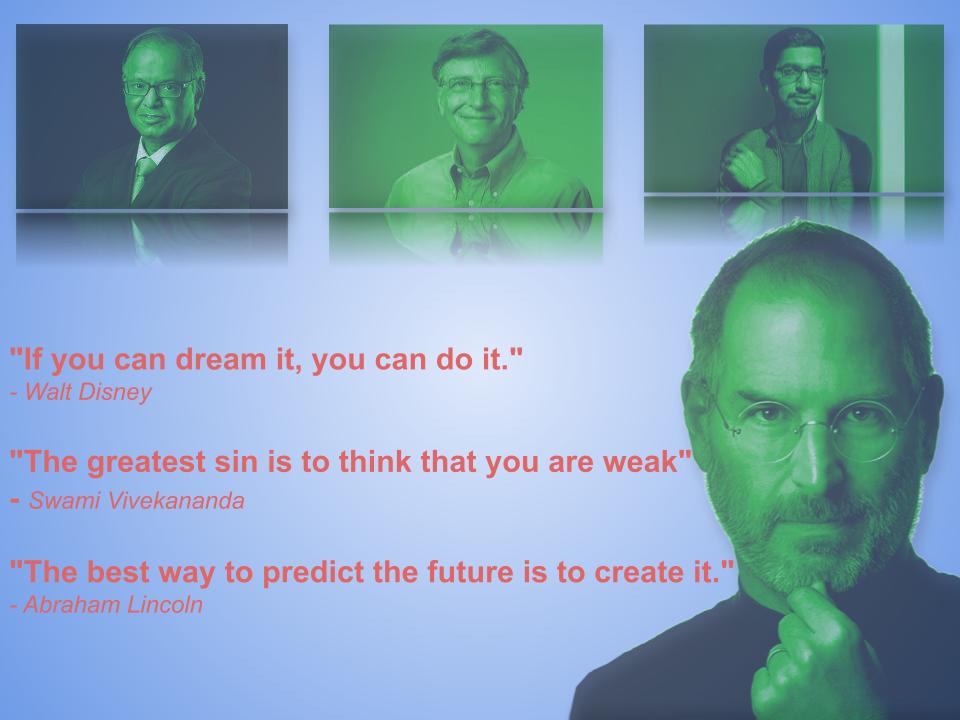 "If you can dream it, you can do it."
- Walt Disney
"The greatest sin is to think that you are weak"
- Swami Vivekananda
"The best way to predict the future is to create it."
- Abraham Lincoln